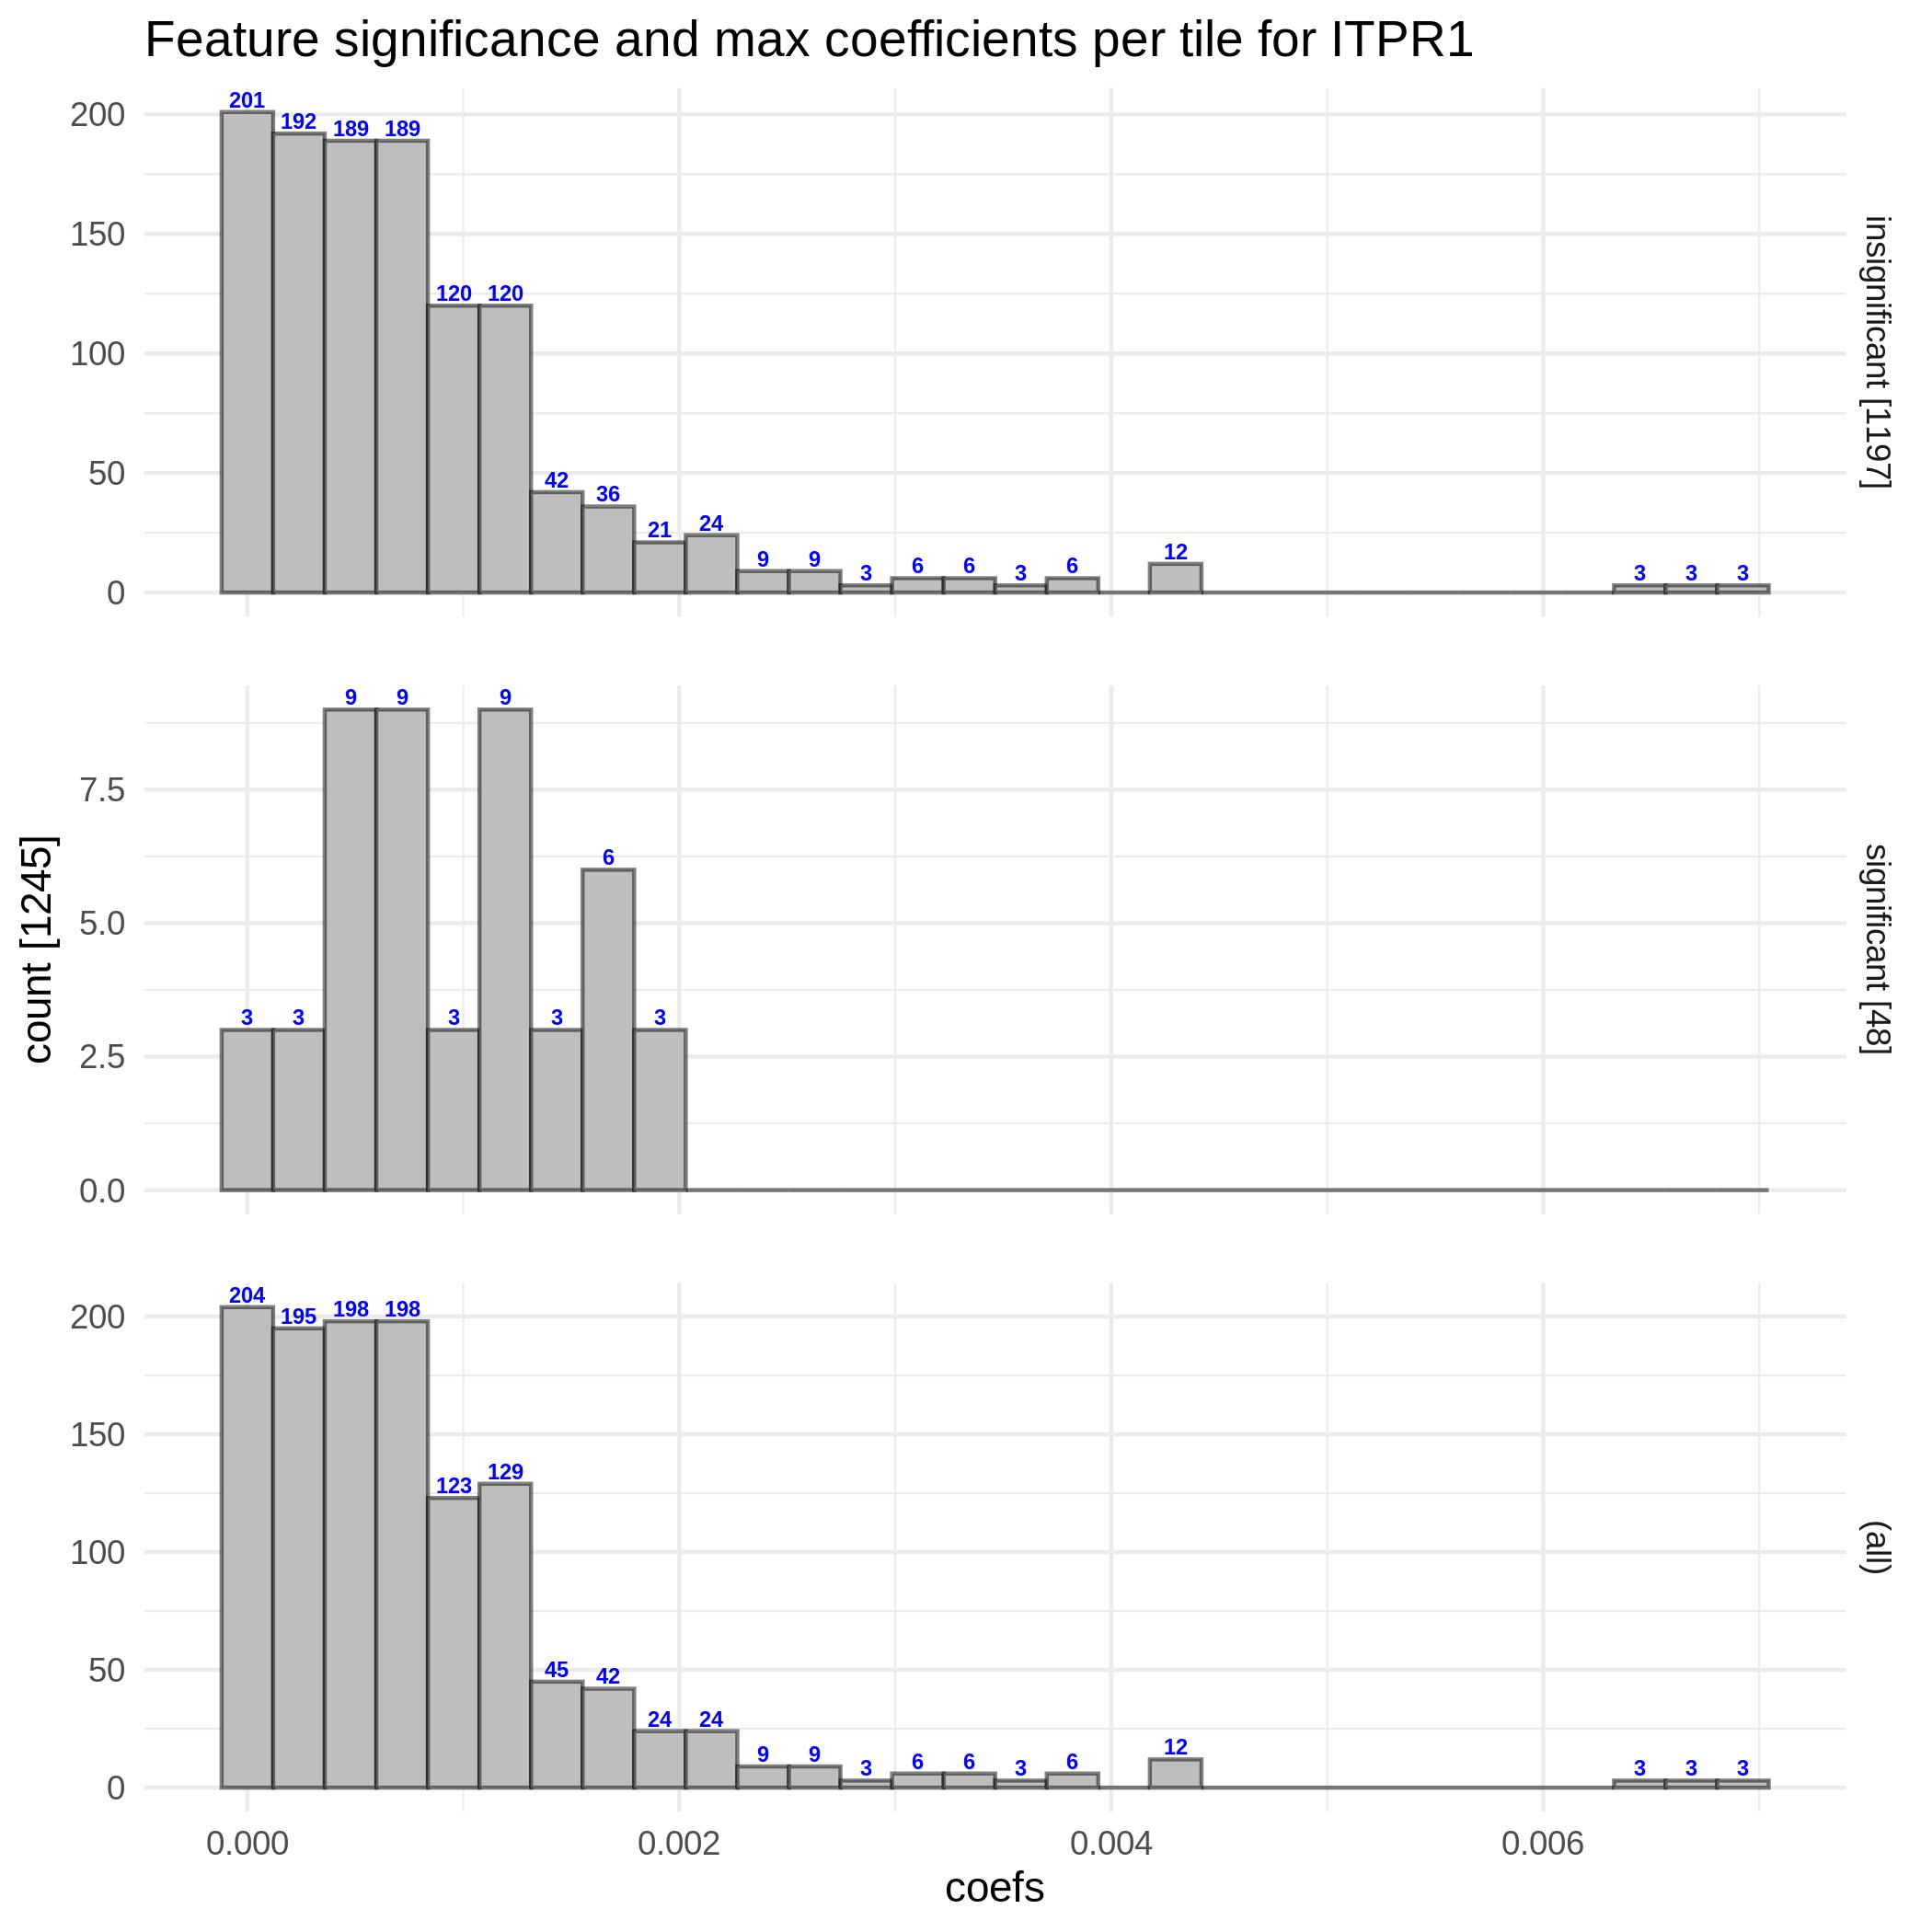 Feature significance and max coefficients per tile for ITPR1
201 192 189 189 120 120 42 36 21 24 9 9 3 6 6 3 6 12 3 3 3
200
150
100
50
0
insignificant [1197]
9 9 9
6
3 3 3 3 3
7.5
5.0
2.5
0.0
count [1245]
significant [48]
204 195 198 198 123 129 45 42 24 24 9 9 3 6 6 3 6 12 3 3 3
200
150
100
50
0
(all)
0.000 0.002 0.004 0.006
coefs